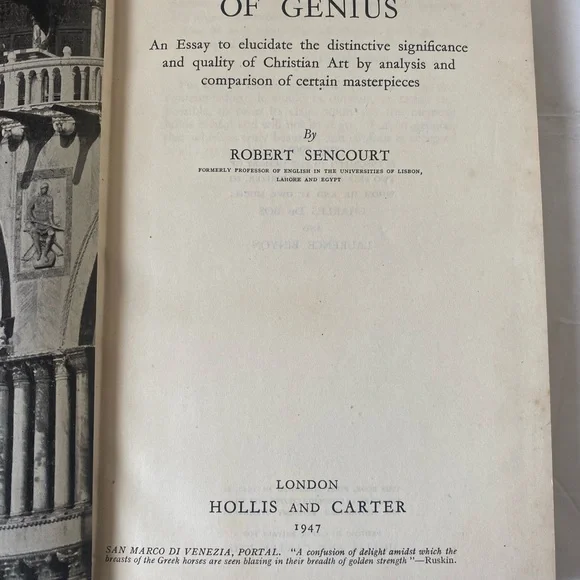 OF GENIUS
An Essay to elucidate the distinctive significance
and quality of Christian Art by analysis and
comparison of certain masterpieces
By
ROBERT SENCOURT
FORMERLY PROFESSOR OF ENGLISH IN THE UNIVERSITIES OF LISBON,
LAHORE AND EGYPT
LONDON
HOLLIS AND CARTER
1947
SAN MARCO DI VENEZIA, PORTAL. "A confusion of delight amidst which the
breasts of the Greek horses are seen blazing in their breadth of golden strength"—Ruskin.